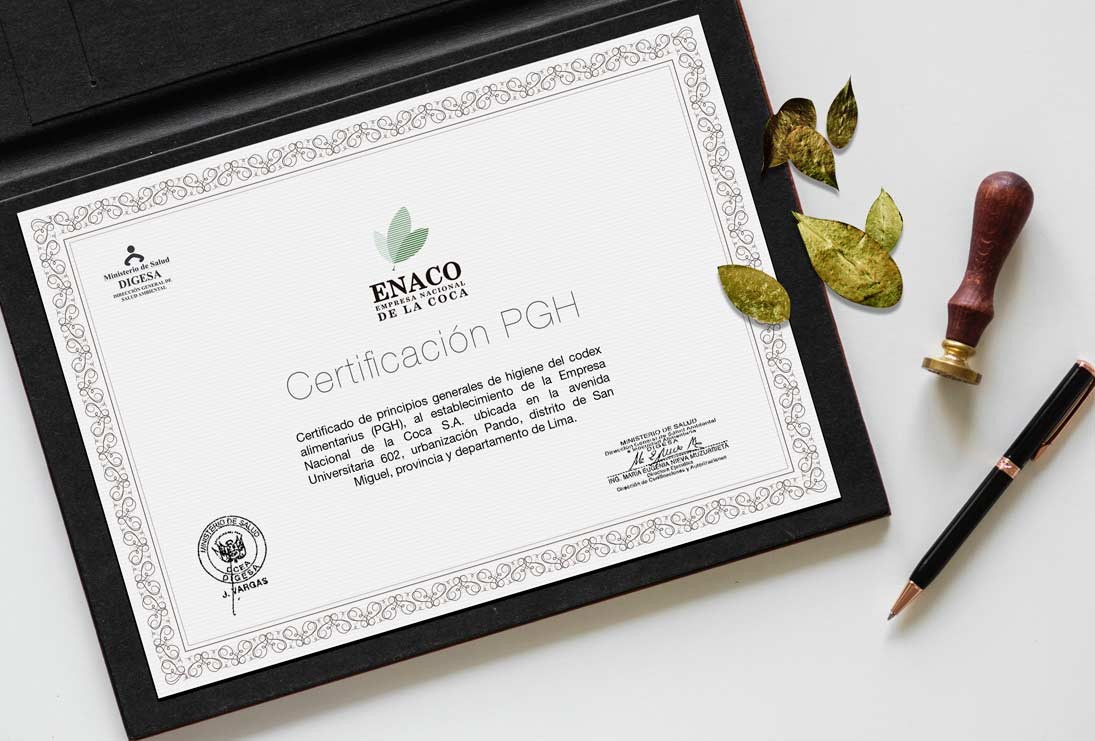 Ministerio de Salud
DIGESA
DIRECCIÓN GENERAL DE
SALUD AMBIENTAL
ENACO
EMPRESA NACIONAL
DE LA COCA
Certificación PGH
Certificado de principios generales de higiene del codex
alimentarius (PGH), al establecimiento de la Empresa
Nacional de la Coca S.A. ubicada en la avenida
Universitaria 602, urbanización Pando, distrito de San
Miguel, provincia y departamento de Lima.
MINISTERIO DE SALUD
Dirección General de Salud Ambiental
DIGESA
ING. MARIA EUGENIA NIEVA MUZURRIETA
Directora Ejecutiva
Dirección de Certificaciones y Autorizaciones
MINISTERIO DE SALUD
DCEA
DIGESA
J. VARGAS